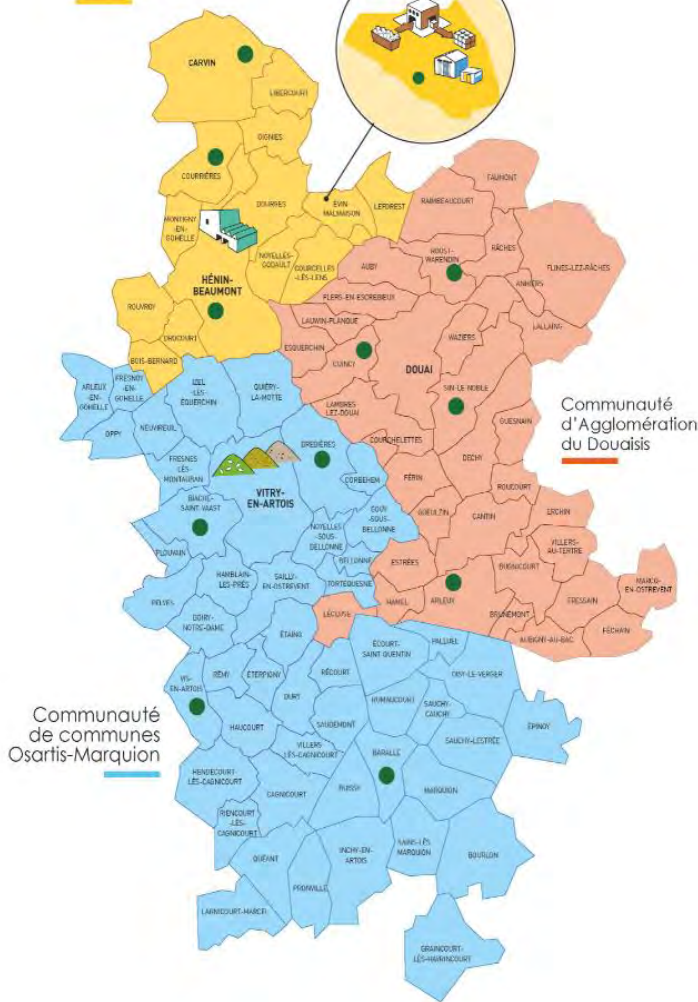 CARVIN
LIBERCOURT
OIGNIES
COURRIÈRES
DOURGES
EVIN
MALMAISON
LEFOREST
MONTIGNY
-EN-
GOHELLE
NOYELLES-
GODAULT
COURCELLES
-LÈS-LENS
HÉNIN-
BEAUMONT
ROUVROY
DROCOURT
BOIS-BERNARD
FAUMONT
RAIMBEAUCOURT
RÂCHES
ROOST-
WARENDIN
FLINES-LEZ-RÂCHES
AUBY
ANHIERS
FLERS-EN-ESCREBIEUX
LALLAING
LAUWIN-PLANQUE
WAZIERS
ESQUERCHIN
CUINCY
DOUAI
SIN-LE-NOBLE
LAMBRES
LEZ-DOUAI
GUESNAIN
COURCHELETTES
DECHY
FÉRIN
ROUCOURT
GOEULZIN
CANTIN
ERCHIN
VILLERS-
AU-TERTRE
ESTRÉES
BUGNICOURT
MARCQ-
EN-OSTREVENT
HAMEL
ARLEUX
FRESSAIN
BRUNÉMONT
FÉCHAIN
AUBIGNY-AU-BAC
LÉCLUSE
Communauté
d'Agglomération
du Douaisis
ARLEUX
-EN-
GOHELLE
FRESNOY
-EN-
GOHELLE
IZEL
-LES-
ÉQUERCHIN
QUIÉRY-
LA-MOTTE
OPPY
NEUVIREUIL
FRESNES
LÈS-
MONTAUBAN
BREBIÈRES
VITRY-
EN-ARTOIS
CORBEHEM
BIACHE-
SAINT-VAAST
GOUY
-SOUS-
BELLONNE
NOYELLES
-SOUS-
BELLONNE
PLOUVAIN
BELLONNE
HAMBLAIN-
LES-PRÉS
SAILLY-
EN-OSTREVENT
TORTEQUESNE
PELVES
BOIRY-
NOTRE-DAME
ÉTAING
ÉCOURT-
SAINT QUENTIN
PALLUEL
VIS-
EN-ARTOIS
RÉMY
ÉTERPIGNY
RÉCOURT
OISY-LE-VERGER
DURY
RUMAUCOURT
SAUCHY-
CAUCHY
HAUCOURT
SAUDEMONT
EPINOY
VILLERS
-LÈS-CAGNICOURT
BARALLE
SAUCHY-LESTRÉE
HENDECOURT
-LÈS-CAGNICOURT
CAGNICOURT
BUISSY
MARQUION
RIENCOURT
-LÈS-
CAGNICOURT
INCHY-EN-
ARTOIS
SAINS-LÈS
MARQUION
BOURLON
QUÉANT
PRONVILLE
LAGNICOURT-MARCEL
GRAINCOURT
-LÈS-HAVRINCOURT
Communauté
de communes
Osartis-Marquion